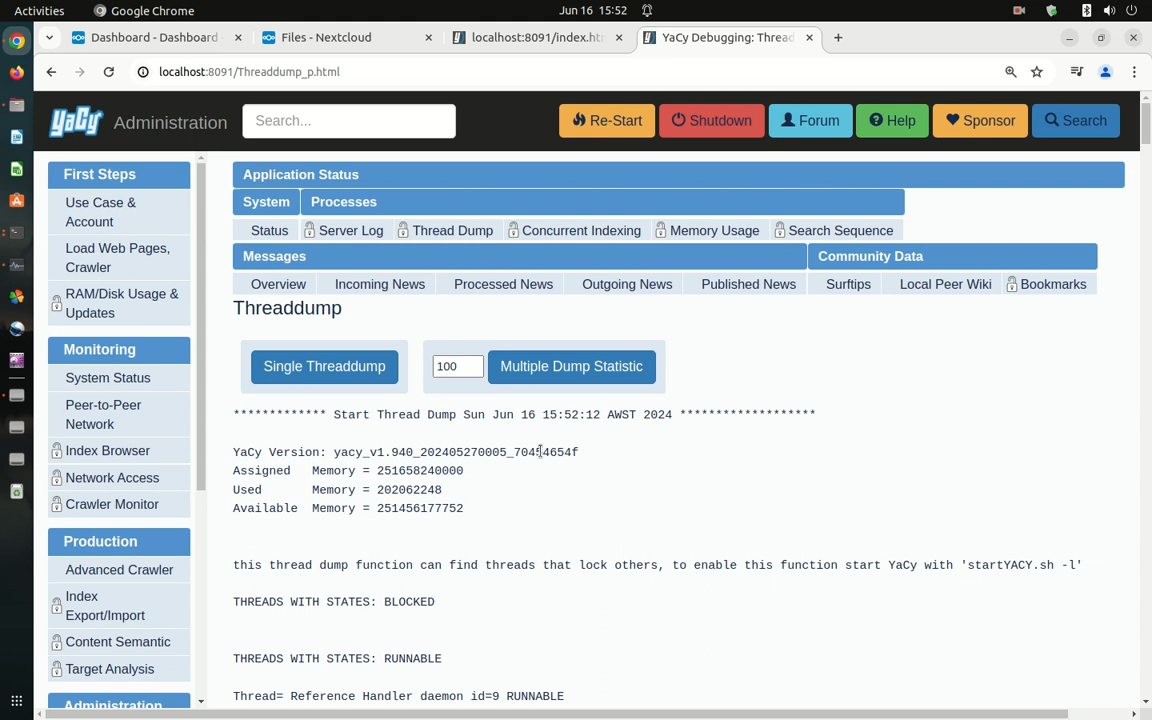 Activities Google Chrome Jun 16 15:52
Dashboard - Dashboard - Files - Nextcloud localhost:8091/index.ht YaCy Debugging: Thread
localhost:8091/Threaddump_p.html
YaCy Administration Search... Re-Start Shutdown Forum Help Sponsor Search
First Steps
Use Case &
Account
Load Web Pages,
Crawler
RAM/Disk Usage &
Updates
Monitoring
System Status
Peer-to-Peer
Network
Index Browser
Network Access
Crawler Monitor
Production
Advanced Crawler
Index
Export/Import
Content Semantic
Target Analysis
Administration
Application Status
System Processes
Status Server Log Thread Dump Concurrent Indexing Memory Usage Search Sequence
Messages Community Data
Overview Incoming News Processed News Outgoing News Published News Surftips Local Peer Wiki Bookmarks
Threaddump
Single Threaddump 100 Multiple Dump Statistic
************* Start Thread Dump Sun Jun 16 15:52:12 AWST 2024 *******************
YaCy Version: yacy_v1.940_202405270005_70454654f
Assigned Memory = 251658240000
Used Memory = 202062248
Available Memory = 251456177752
this thread dump function can find threads that lock others, to enable this function start YaCy with 'startYACY.sh -l'
THREADS WITH STATES: BLOCKED
THREADS WITH STATES: RUNNABLE
Thread= Reference Handler daemon id=9 RUNNABLE